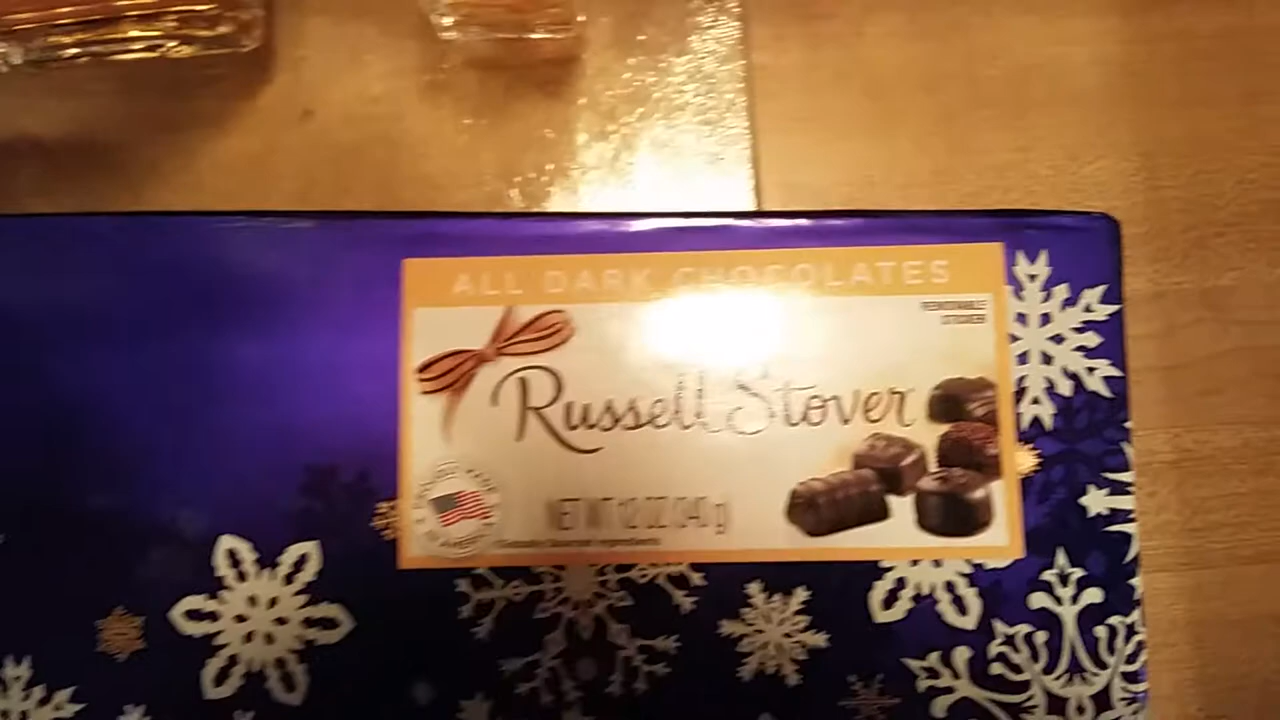 ALL DARK CHOCOLATES
REMOVABLE
STICKER
Russell Stover
NET WT 12 OZ (340 g)